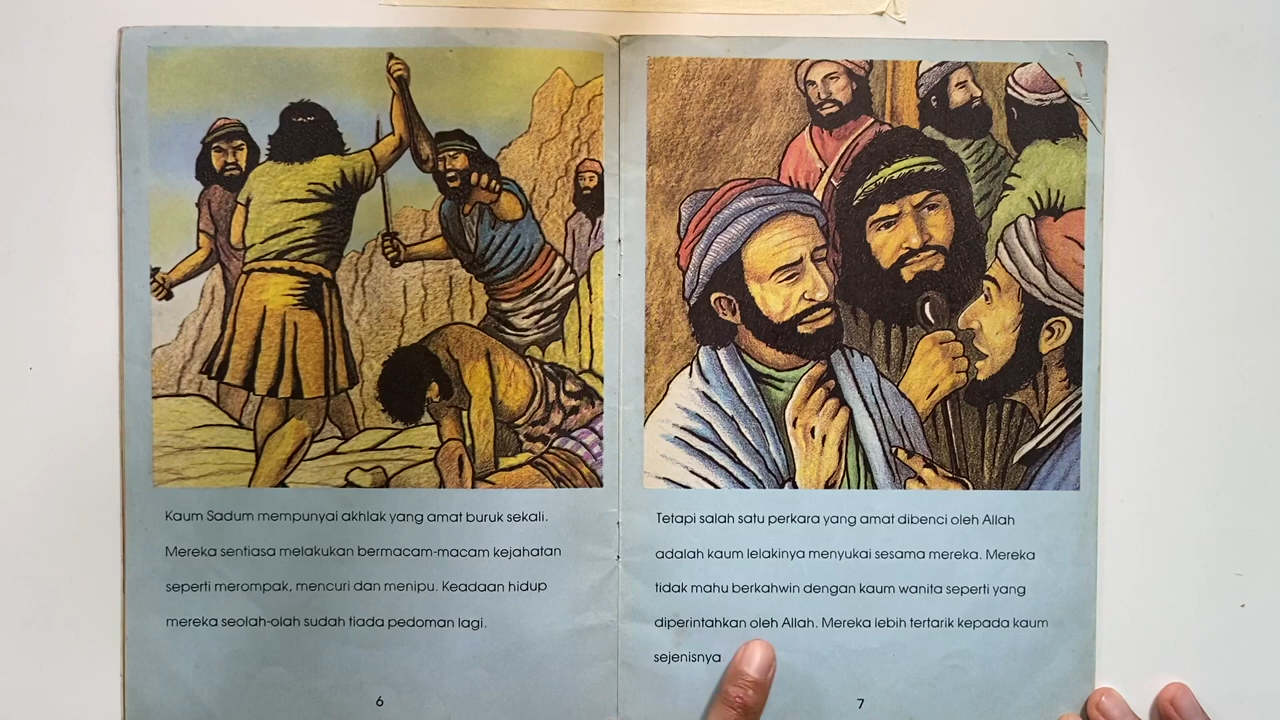 Kaum Sadum mempunyai akhlak yang amat buruk sekali.
Mereka sentiasa melakukan bermacam-macam kejahatan
seperti merompak, mencuri dan menipu. Keadaan hidup
mereka seolah-olah sudah tiada pedoman lagi.
6
Tetapi salah satu perkara yang amat dibenci oleh Allah
adalah kaum lelakinya menyukai sesama mereka. Mereka
tidak mahu berkahwin dengan kaum wanita seperti yang
diperintahkan oleh Allah. Mereka lebih tertarik kepada kaum
sejenisnya
7